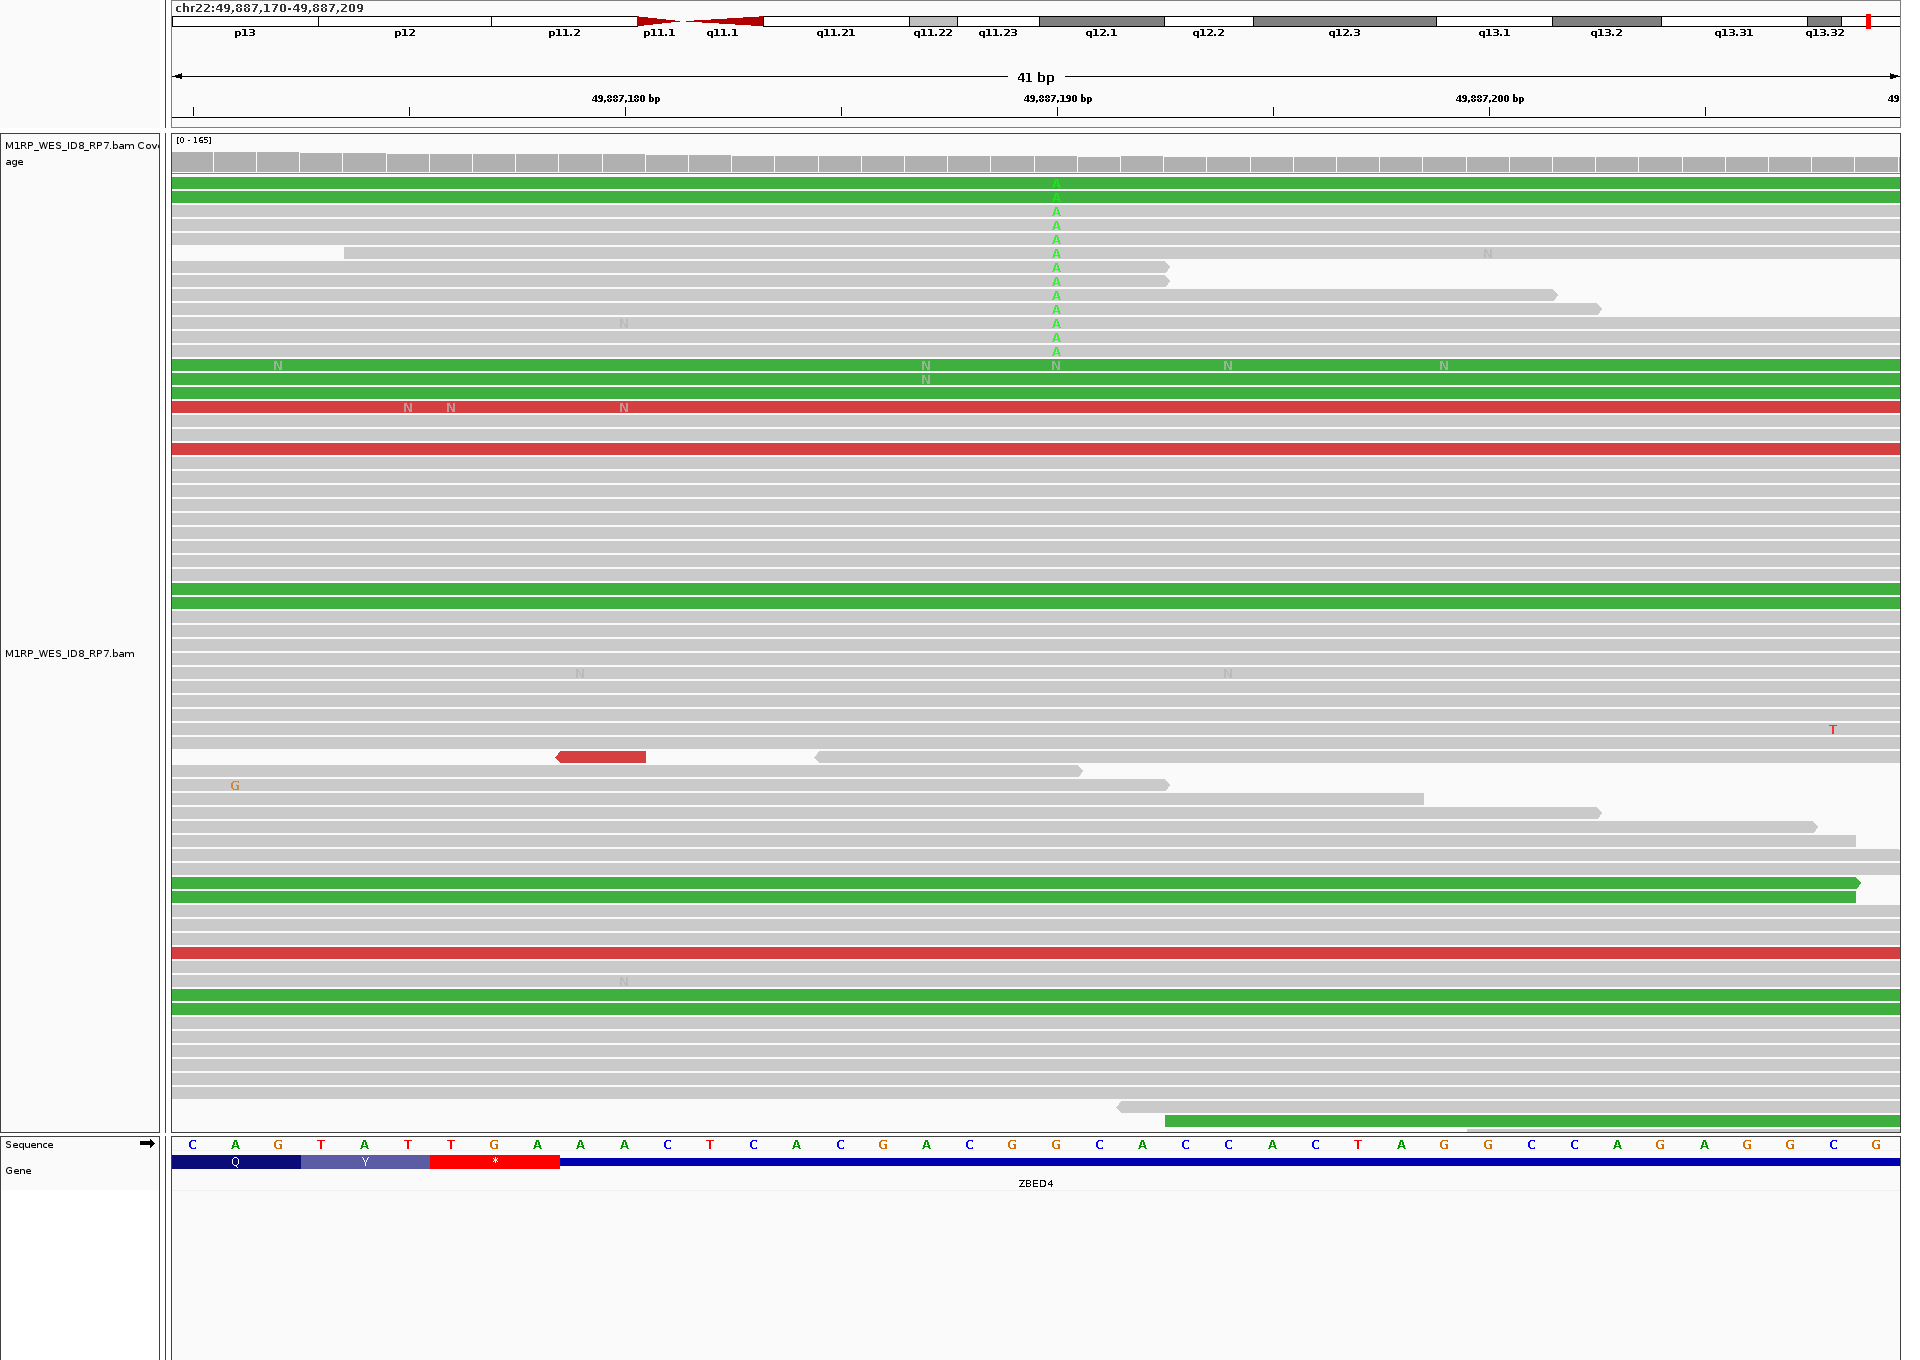 chr22:49,887,170-49,887,209
p13 p12 p11.2 p11.1 q11.1 q11.21 q11.22 q11.23 q12.1 q12.2 q12.3 q13.1 q13.2 q13.31 q13.32
41 bp
49,887,180 bp 49,887,190 bp 49,887,200 bp 49
M1RP_WES_ID8_RP7.bam Cov
age
[0 - 165]
A
A
A
A
A
A N
A
A
A
A
N A
A
A
N N N N N
N
N N N
M1RP_WES_ID8_RP7.bam
N N
T
G
N
Sequence C A G T A T T G A A A C T C A C G A C G G C A C C A C T A G G C C A G A G G C G
Gene Q Y *
ZBED4